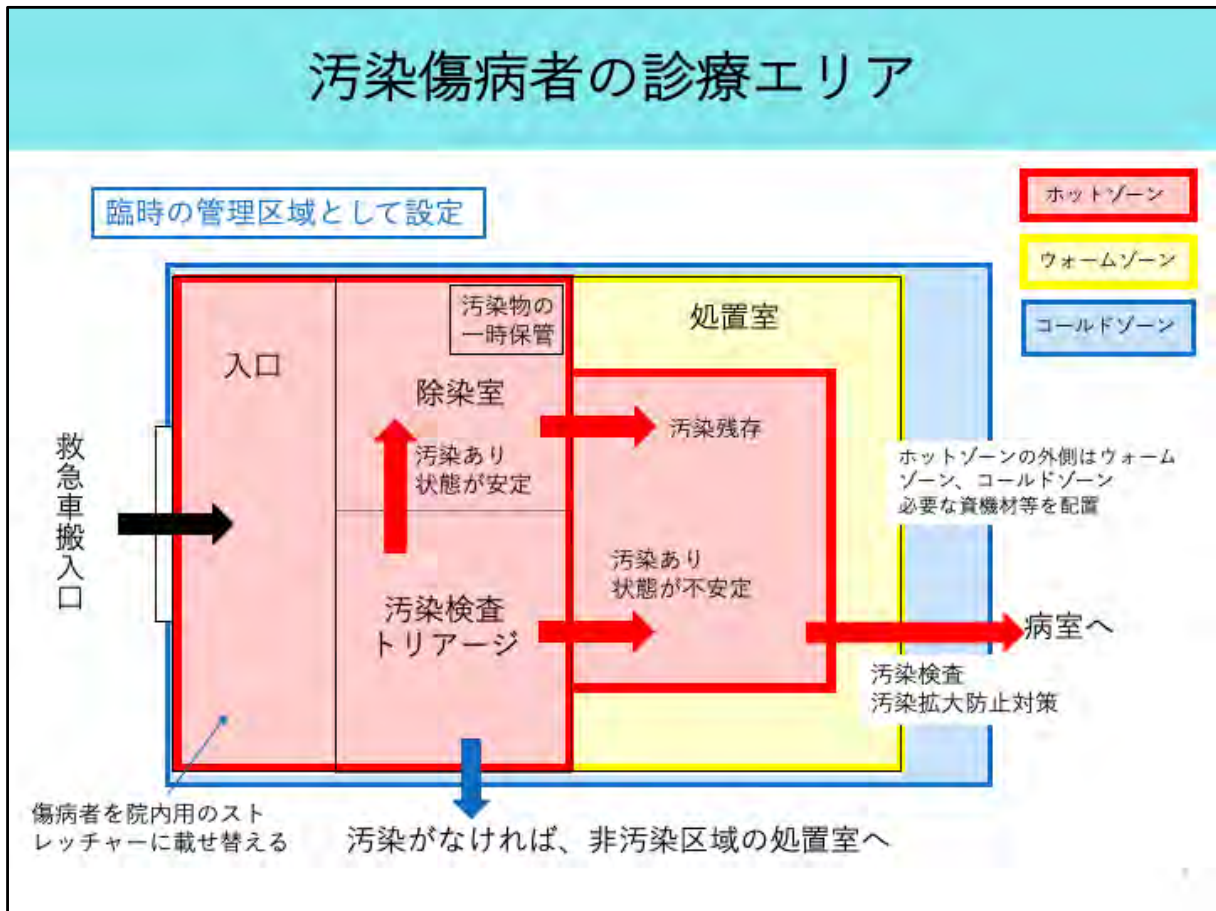 汚染傷病者の診療エリア
臨時の管理区域として設定
ホットゾーン
ウォームゾーン
コールドゾーン
救急車搬入口
入口
汚染物の
一時保管
除染室
汚染あり
状態が安定
汚染検査
トリアージ
処置室
汚染残存
汚染あり
状態が不安定
ホットゾーンの外側はウォーム
ゾーン、コールドゾーン
必要な資機材等を配置
病室へ
汚染検査
汚染拡大防止対策
傷病者を院内用のスト
レッチャーに載せ替える
汚染がなければ、非汚染区域の処置室へ